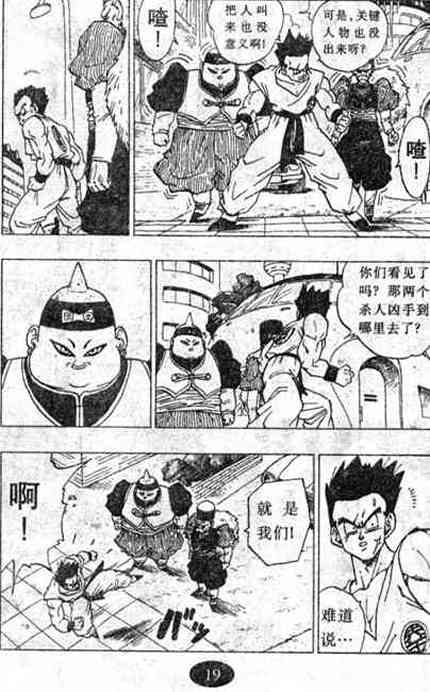 可是，关键
人物也没
出来呀？
把人叫
来也没
意义啊！
喳！
喳！
你们看见了
吗？那两个
杀人凶手到
哪里去了？
难道
说…
就是
我们！
啊！
19